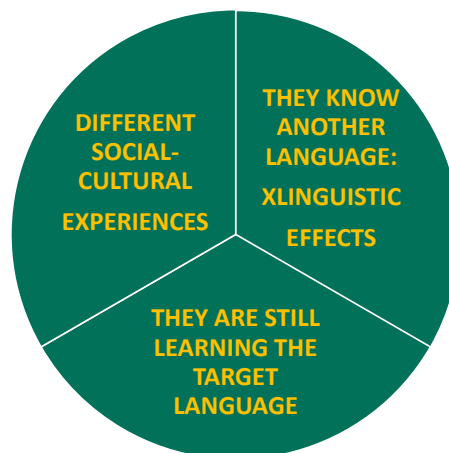 DIFFERENT
SOCIAL-
CULTURAL
EXPERIENCES
THEY KNOW
ANOTHER
LANGUAGE:
XLINGUISTIC
EFFECTS
THEY ARE STILL
LEARNING THE
TARGET
LANGUAGE